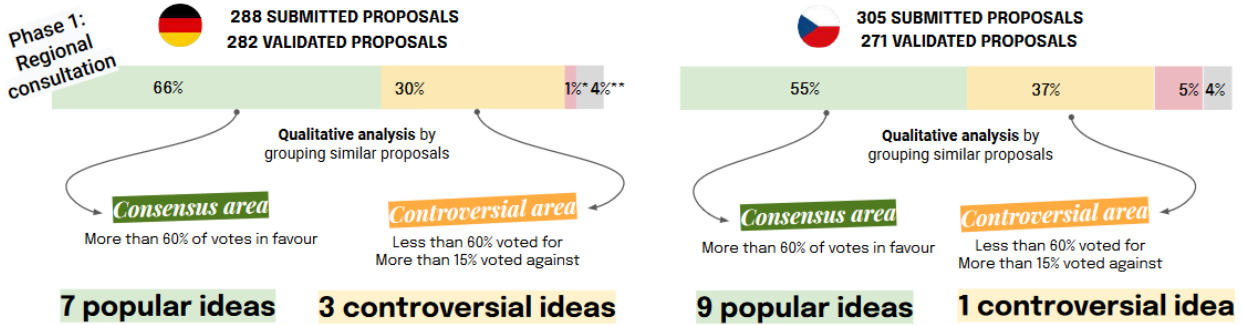 Phase 1:
Regional
consultation
288 SUBMITTED PROPOSALS
282 VALIDATED PROPOSALS
66%
30%
1%*
4%**
Qualitative analysis by
grouping similar proposals
Consensus area
More than 60% of votes in favour
Controversial area
Less than 60% voted for
More than 15% voted against
7 popular ideas
3 controversial ideas
305 SUBMITTED PROPOSALS
271 VALIDATED PROPOSALS
55%
37%
5%
4%
Qualitative analysis by
grouping similar proposals
Consensus area
More than 60% of votes in favour
Controversial area
Less than 60% voted for
More than 15% voted against
9 popular ideas
1 controversial idea